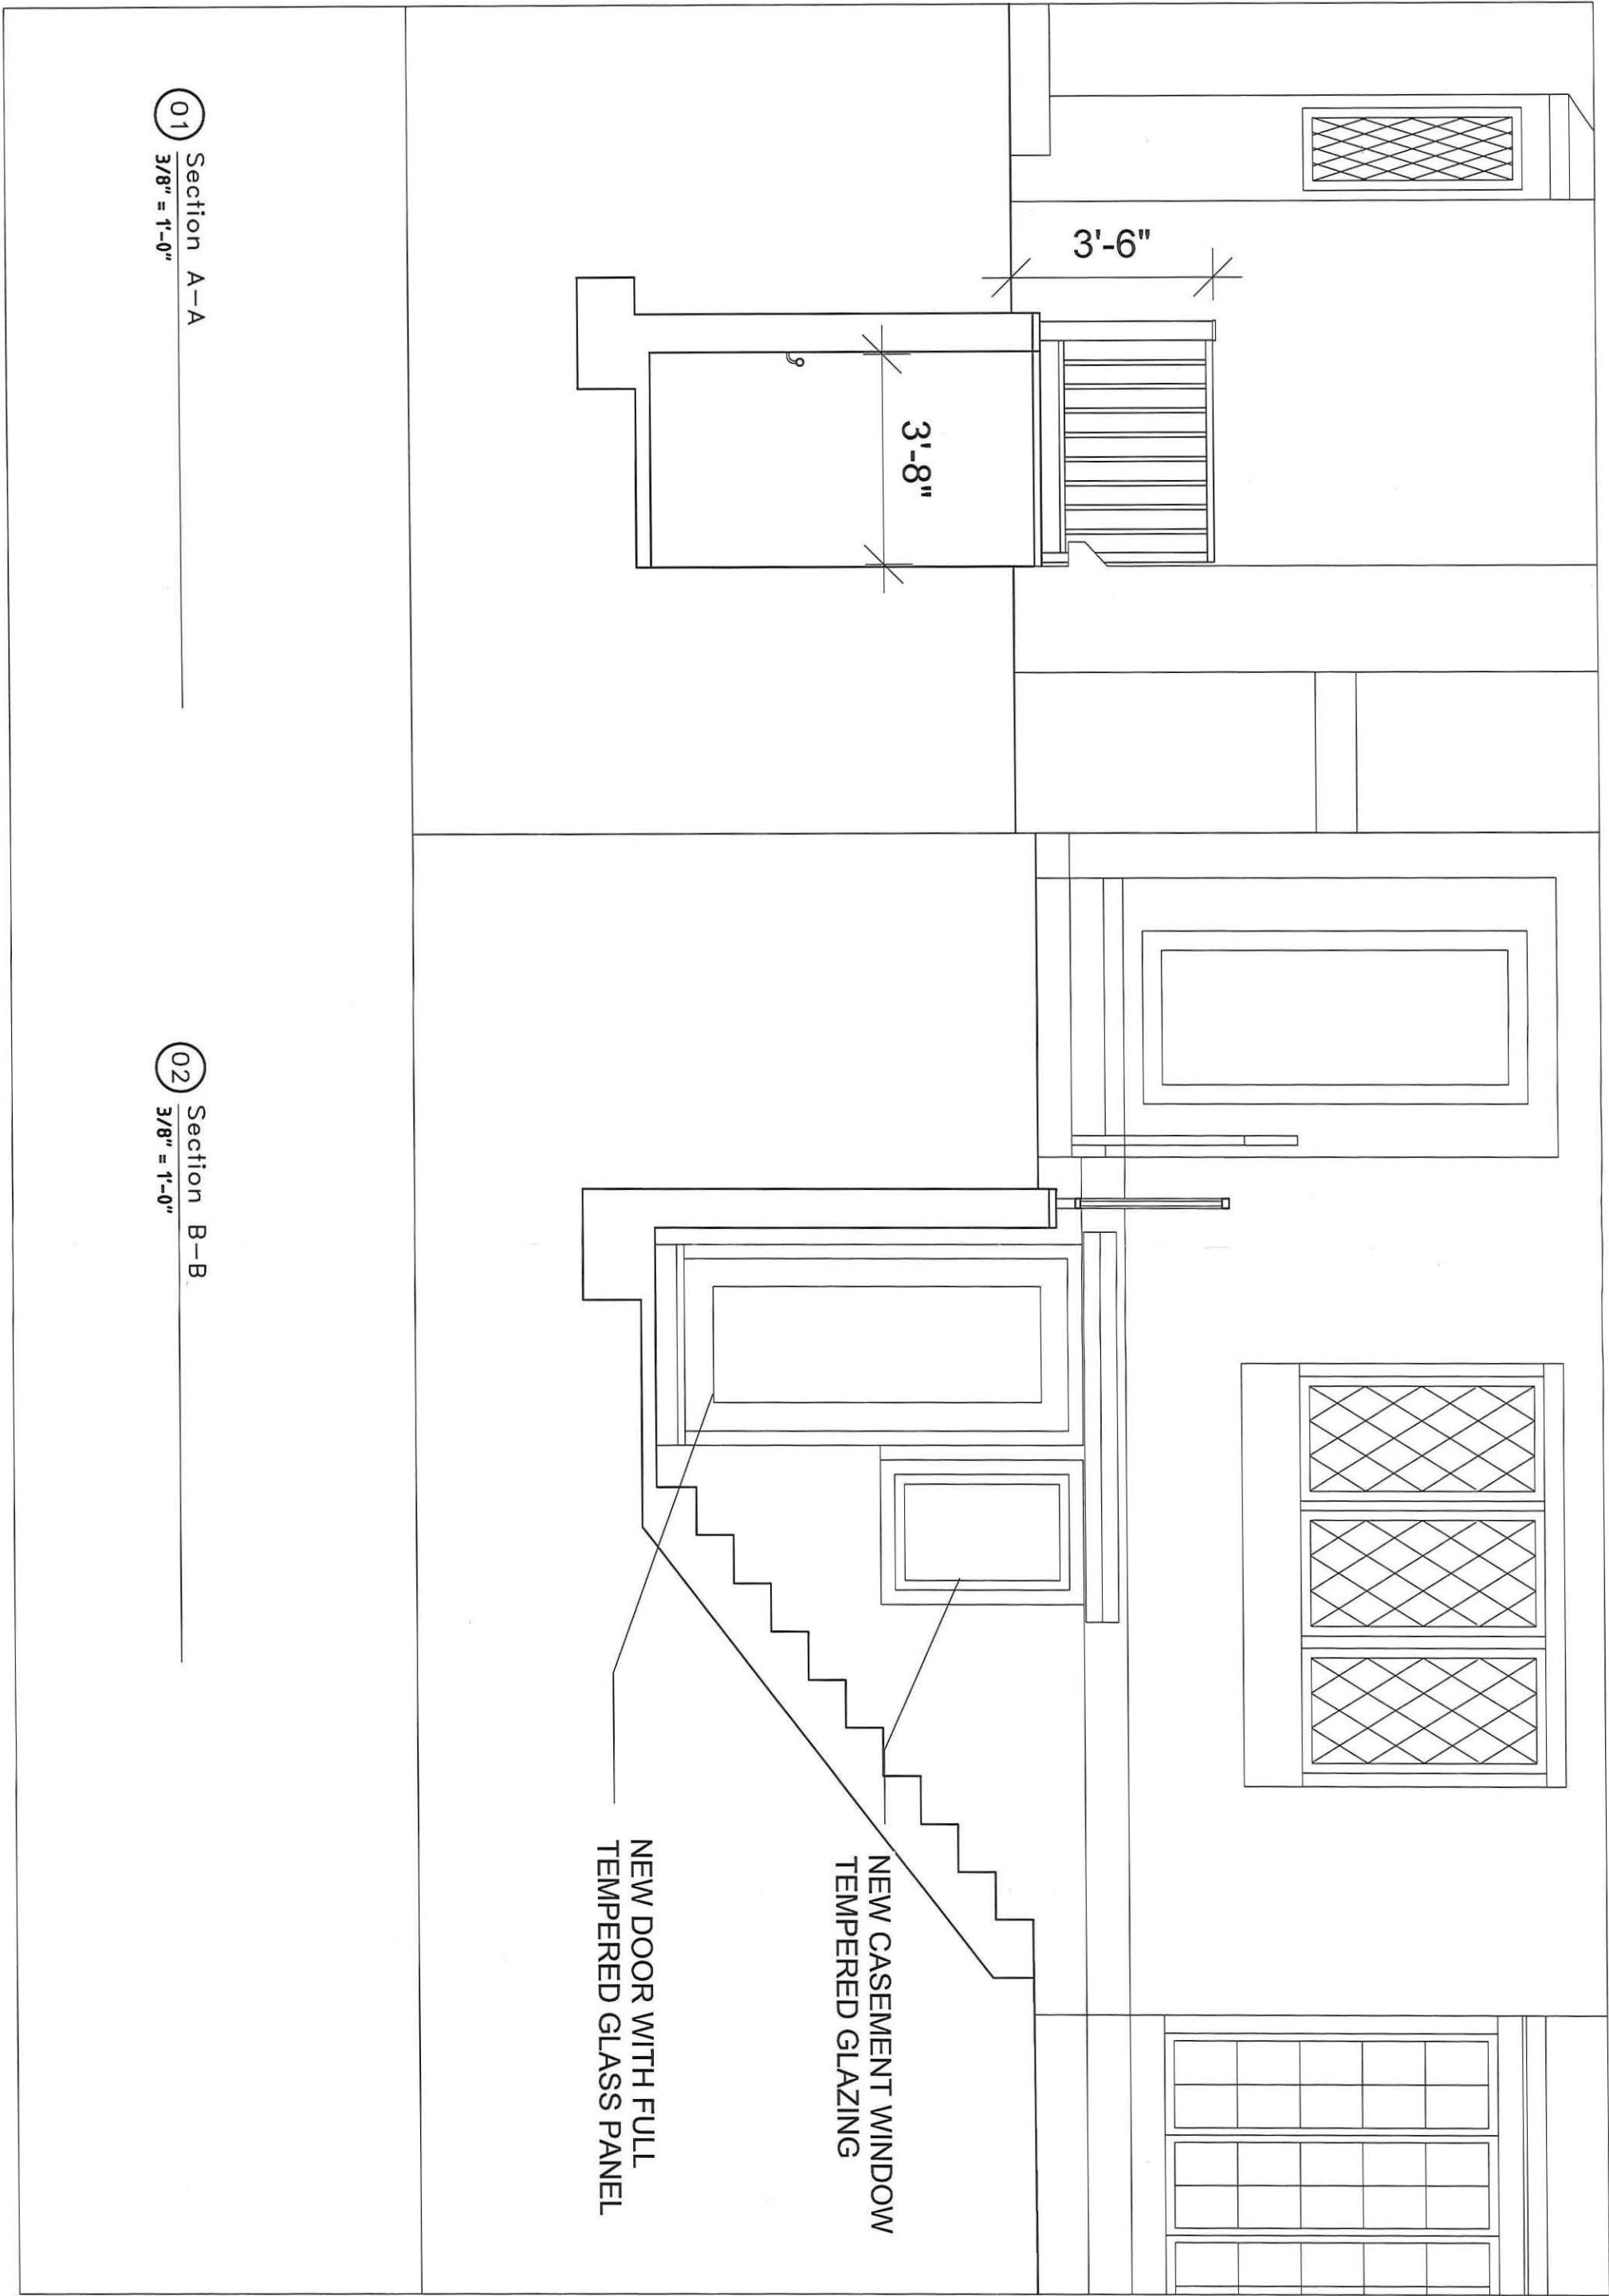 3'-6"
3'-8"
NEW CASEMENT WINDOW
TEMPERED GLAZING
NEW DOOR WITH FULL
TEMPERED GLASS PANEL
01
Section A-A
3/8" = 1'-0"
02
Section B-B
3/8" = 1'-0"